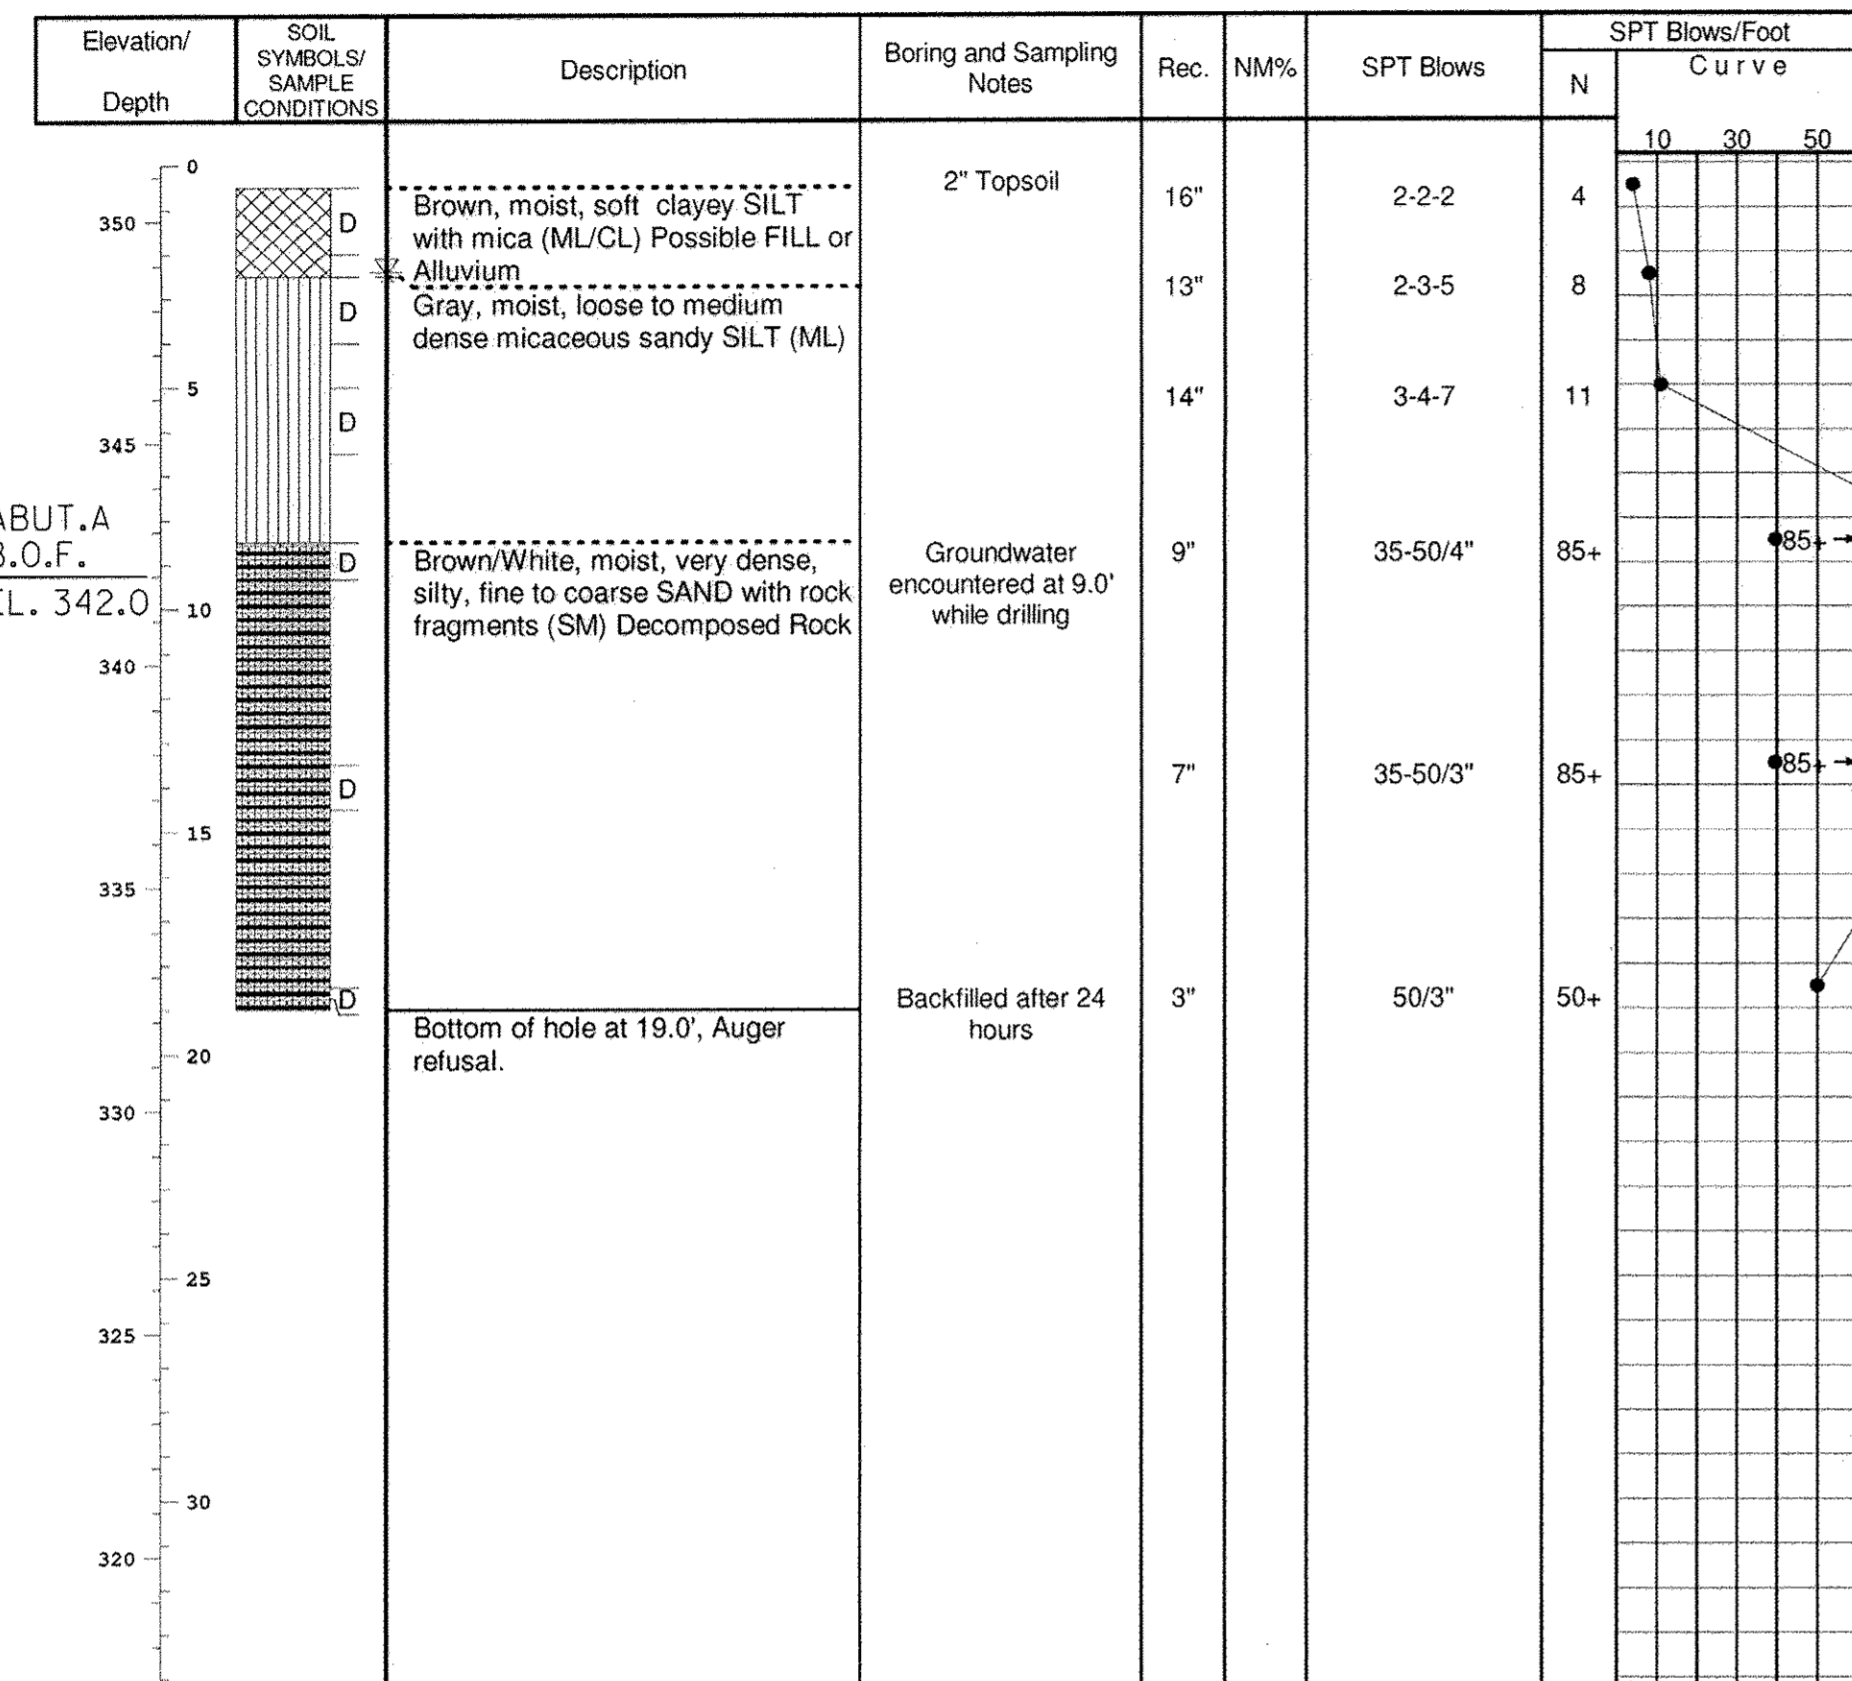 Elevation/
Depth
SOIL
SYMBOLS/
SAMPLE
CONDITIONS
Description
Boring and Sampling
Notes
Rec.
NM%
SPT Blows
SPT Blows/Foot
N
Curve
10 30 50
0
350
5
345
10
340
15
335
20
330
25
325
30
320
B.O.F.
342.0
D
D
D
D
D
D
Brown, moist, soft clayey SILT
with mica (ML/CL) Possible FILL or
Alluvium
Gray, moist, loose to medium
dense micaceous sandy SILT (ML)
Brown/White, moist, very dense,
silty, fine to coarse SAND with rock
fragments (SM) Decomposed Rock
Bottom of hole at 19.0', Auger
refusal.
2" Topsoil
Groundwater
encountered at 9.0'
while drilling
Backfilled after 24
hours
16" 2-2-2 4
13" 2-3-5 8
14" 3-4-7 11
9" 35-50/4" 85+ 85+
7" 35-50/3" 85+ 85+
3" 50/3" 50+